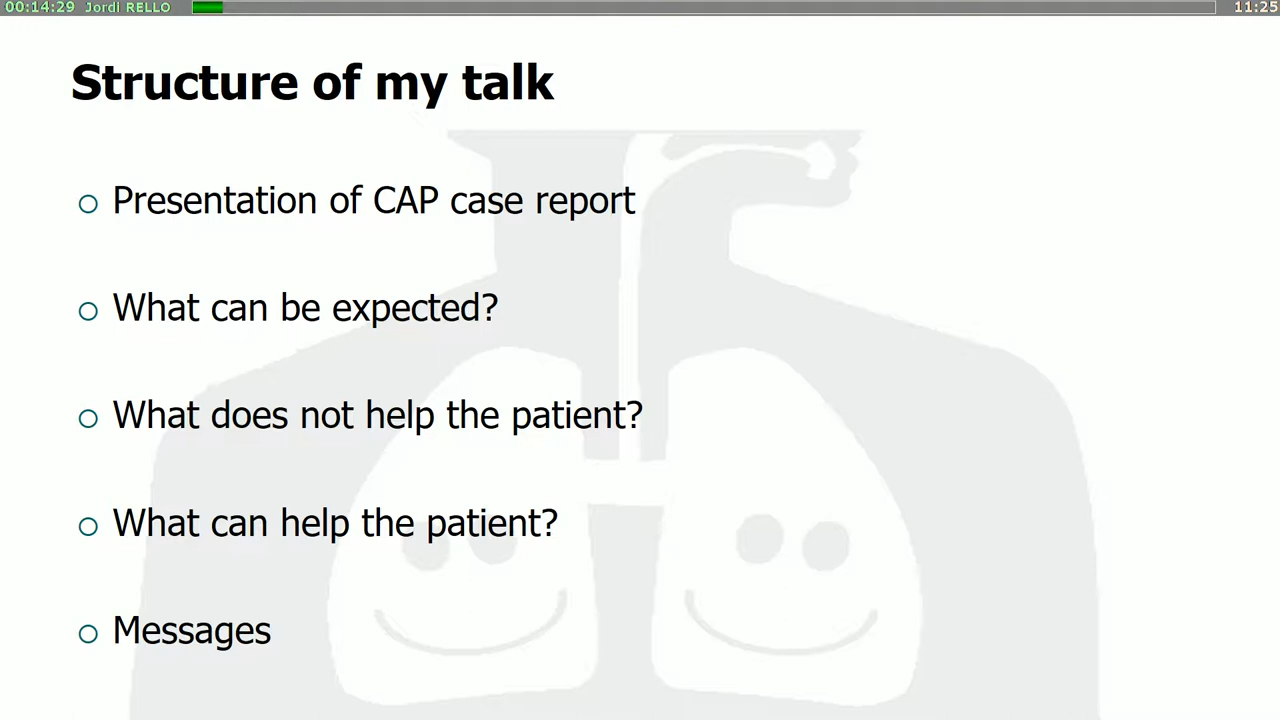 00:14:29 Jordi RELLO 11:25
Structure of my talk
Presentation of CAP case report
What can be expected?
What does not help the patient?
What can help the patient?
Messages